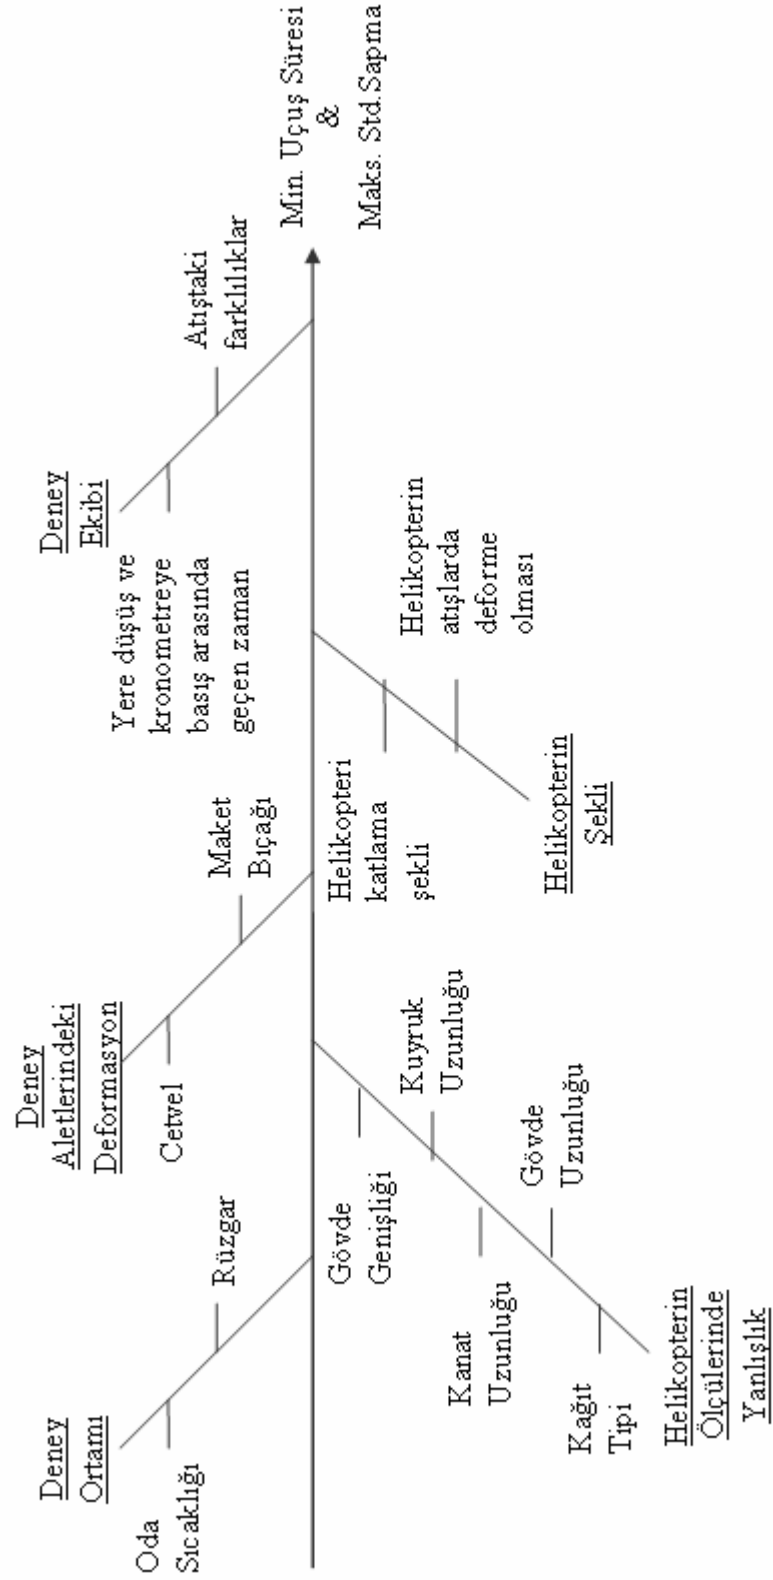 Deney
Ortamı
Oda
Sıcaklığı
Rüzgar
Deney
Aletlerindeki
Deformasyon
Cetvel
Maket
Bıçağı
Deney
Ekibi
Yere düşüş ve
kronometreye
basış arasında
geçen zaman
Atıştaki
farklılıklar
Min. Uçuş Süresi
&
Maks. Std.Sapma
Gövde
Genişliği
Kuyruk
Uzunluğu
Kanat
Uzunluğu
Gövde
Uzunluğu
Kağıt
Tipi
Helikopterin
Ölçülerinde
Yanlışlık
Helikopteri
katlama
şekli
Helikopterin
atışlarda
deforme
olması
Helikopterin
Şekli